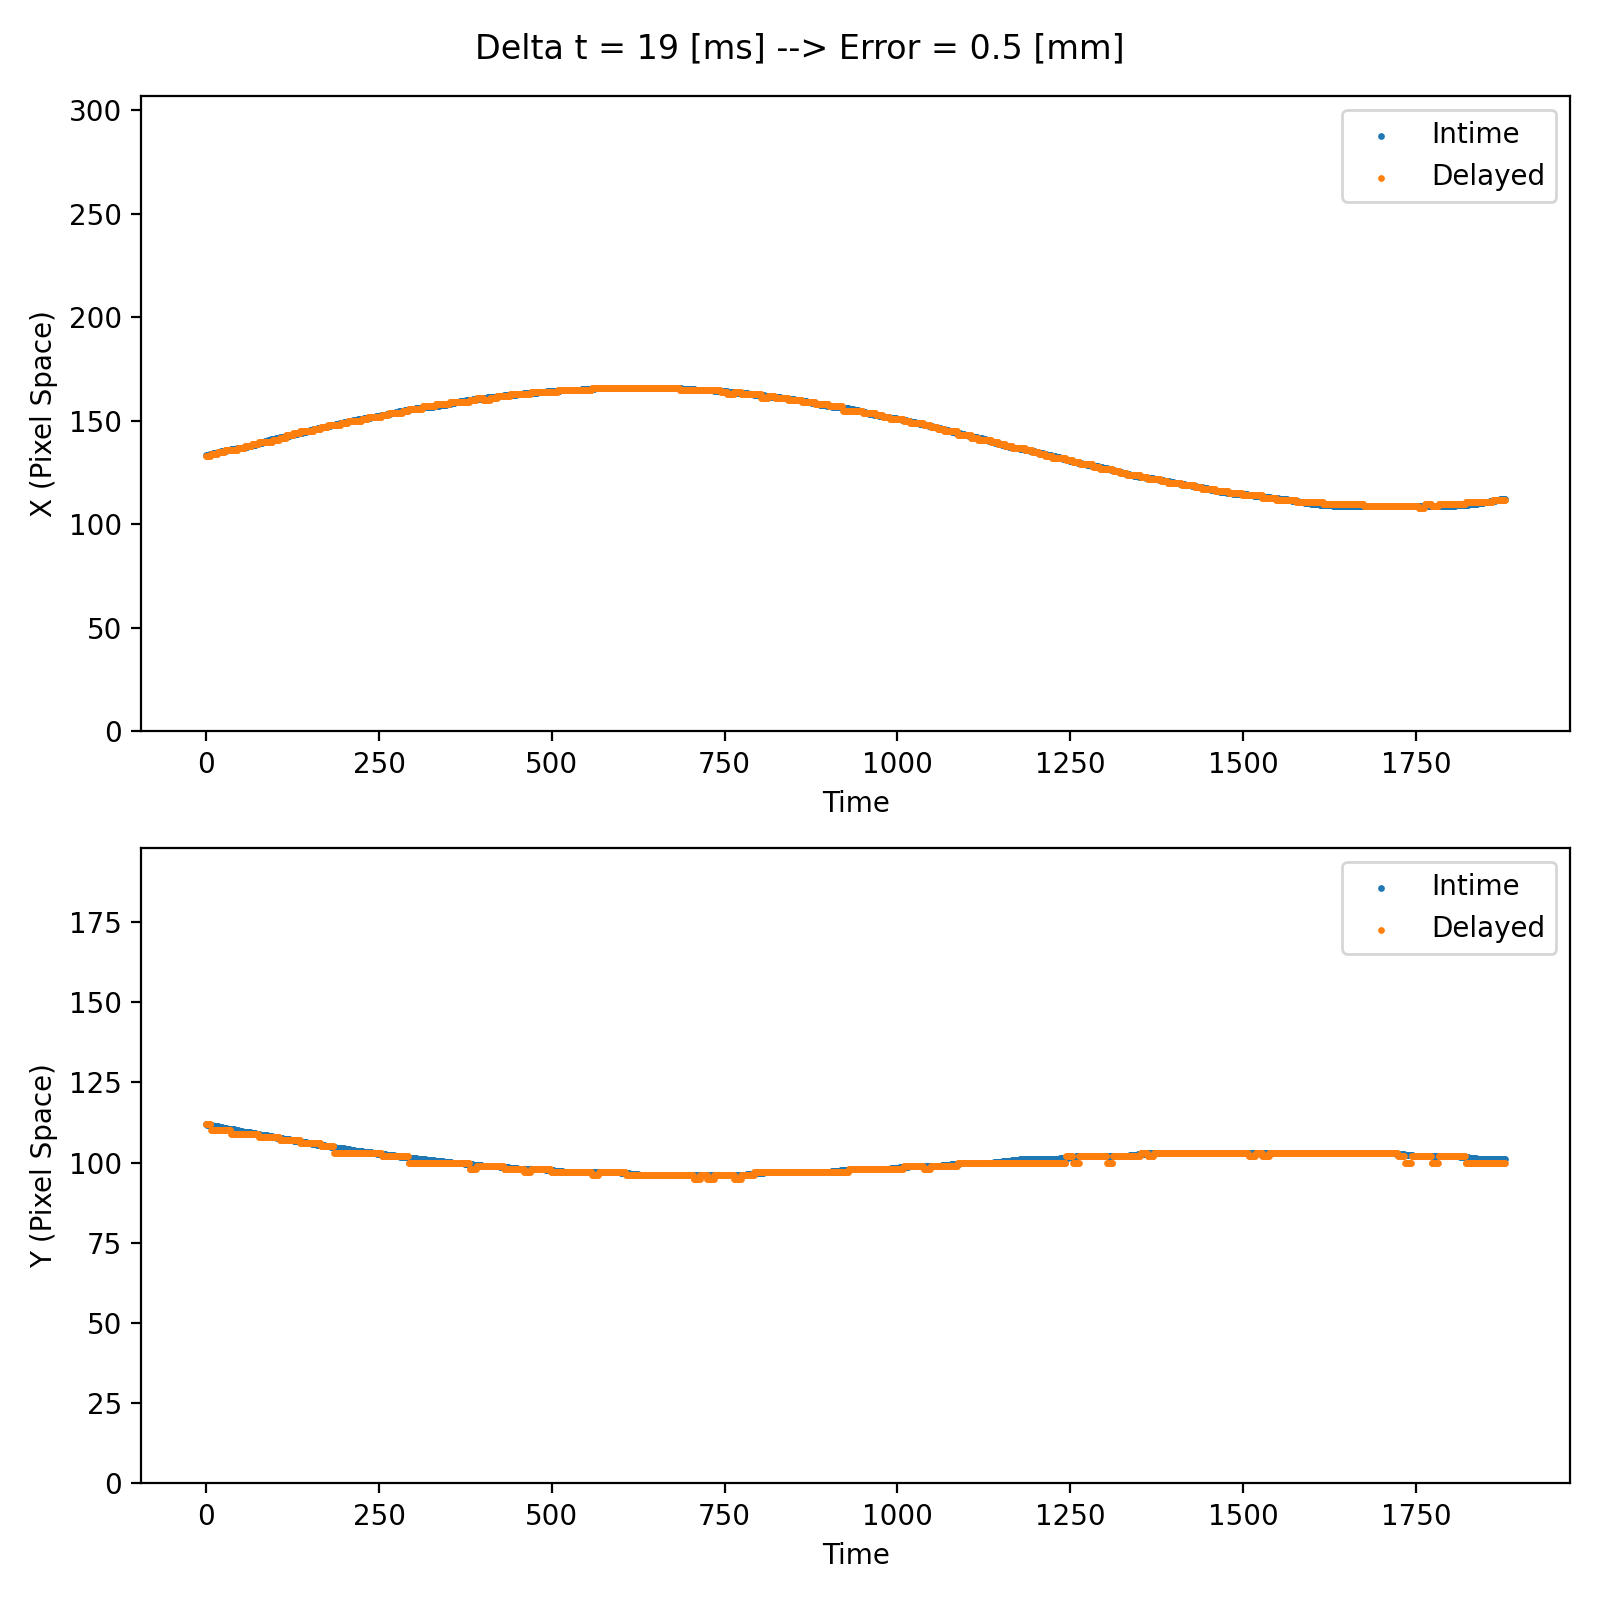 Delta t = 19 [ms] --> Error = 0.5 [mm]
300
250
200
150
100
50
0
X (Pixel Space)
Intime
Delayed
0 250 500 750 1000 1250 1500 1750
Time
175
150
125
100
75
50
25
0
Y (Pixel Space)
Intime
Delayed
0 250 500 750 1000 1250 1500 1750
Time